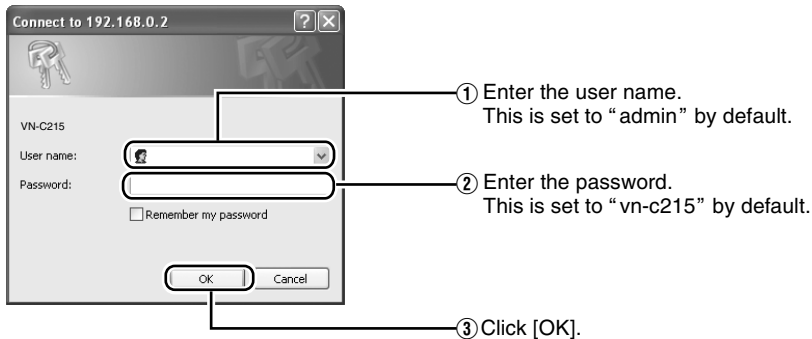 Connect to 192.168.0.2
VN-C215
User name:
Password:
Remember my password
OK
Cancel
① Enter the user name.
This is set to “admin” by default.
② Enter the password.
This is set to “vn-c215” by default.
③ Click [OK].